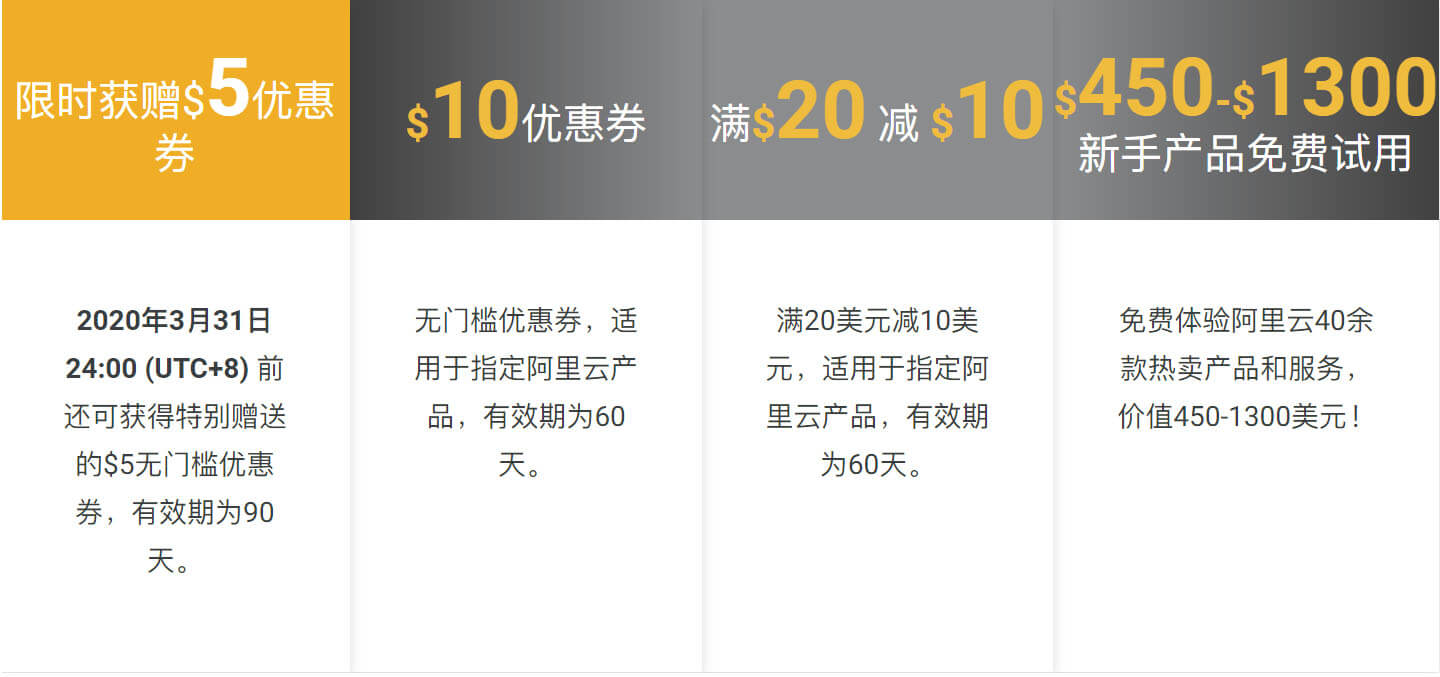 限时获赠$5优惠
券
$10优惠券
满$20 减 $10
$450-$1300
新手产品免费试用
2020年3月31日
24:00 (UTC+8) 前
还可获得特别赠送
的$5无门槛优惠
券，有效期为90
天。
无门槛优惠券，适
用于指定阿里云产
品，有效期为60
天。
满20美元减10美
元，适用于指定阿
里云产品，有效期
为60天。
免费体验阿里云40余
款热卖产品和服务，
价值450-1300美元！